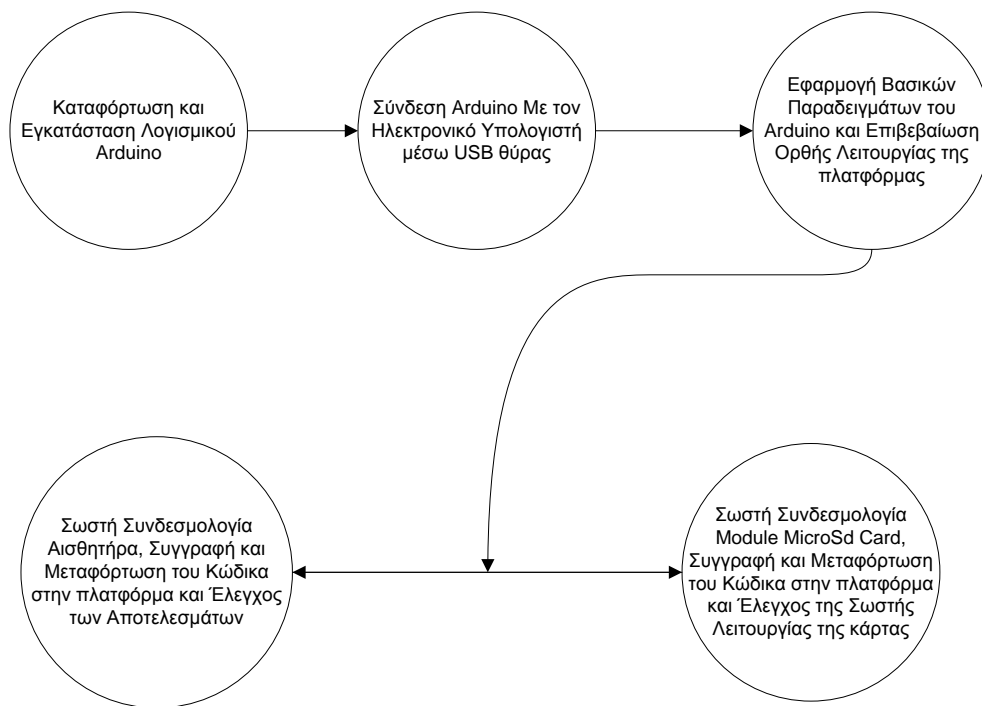 Καταφόρτωση και
Εγκατάσταση Λογισμικού
Arduino
Σύνδεση Arduino Με τον
Ηλεκτρονικό Υπολογιστή
μέσω USB θύρας
Εφαρμογή Βασικών
Παραδειγμάτων του
Arduino και Επιβεβαίωση
Ορθής Λειτουργίας της
πλατφόρμας
Σωστή Συνδεσμολογία
Αισθητήρα, Συγγραφή και
Μεταφόρτωση του Κώδικα
στην πλατφόρμα και Έλεγχος
των Αποτελεσμάτων
Σωστή Συνδεσμολογία
Module MicroSd Card,
Συγγραφή και Μεταφόρτωση
του Κώδικα στην πλατφόρμα
και Έλεγχος της Σωστής
Λειτουργίας της κάρτας